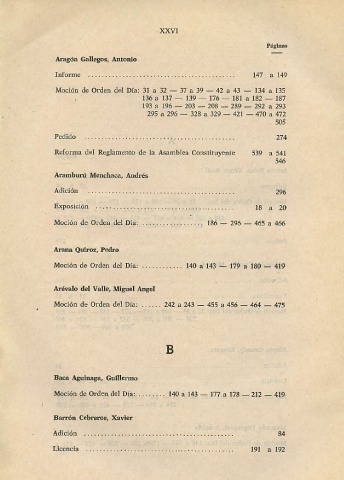 XXVI
Páginas
Aragón Gallegos, Antonio
Informe ........................................ 147 a 149
Moción de Orden del Día: 31 a 32 — 37 a 39 — 42 a 43 — 134 a 135
136 a 137 — 139 — 176 — 181 a 182 — 187
193 a 196 — 203 — 208 — 289 — 292 a 293
295 a 296 — 328 a 329 — 421 — 470 a 472
505
Pedido ........................................ 274
Reforma del Reglamento de la Asamblea Constituyente 539 a 541
546
Aramburú Menchaca, Andrés
Adición ........................................ 296
Exposición ........................................ 18 a 20
Moción de Orden del Día: ................, 186 — 296 — 465 a 466
Arana Quiroz, Pedro
Moción de Orden del Día: ............ 140 a 143 — 179 a 180 — 419
Arévalo del Valle, Miguel Angel
Moción de Orden del Día: ...... 242 a 243 — 455 a 456 — 464 — 475
B
Baca Aguinaga, Guillermo
Moción de Orden del Día: ........ 140 a 143 — 177 a 178 — 212 — 419
Barrón Cebreros, Xavier
Adición ........................................ 84
Licencia ........................................ 191 a 192